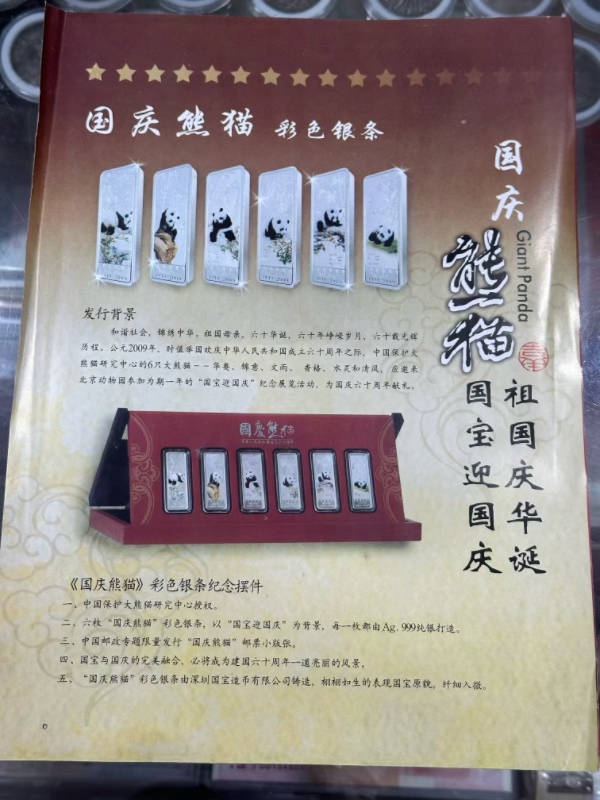 国庆熊猫 彩色银条
国庆
熊猫
Giant Panda
祖国庆华诞
国宝迎国庆
发行背景
和谐社会，锦绣中华。祖国母亲，六十华诞，六十年峥嵘岁月，六十载光辉
历程。公元2009年，时值举国欢庆中华人民共和国成立六十周年之际，中国保护大
熊猫研究中心的6只大熊猫——华奥、锦意、文雨、香格、水灵和清风，应邀来
北京动物园参加为期一年的“国宝迎国庆”纪念展览活动，为国庆六十周年献礼。
國慶熊猫
《国庆熊猫》彩色银条纪念摆件
一、中国保护大熊猫研究中心授权。
二、六枚“国庆熊猫”彩色银条，以“国宝迎国庆”为背景，每一枚都由Ag.999纯银打造。
三、中国邮政专题限量发行“国庆熊猫”邮票小版张。
四、国宝与国庆的完美融合，必将成为建国六十周年一道亮丽的风景。
五、“国庆熊猫”彩色银条由深圳国宝造币有限公司铸造，栩栩如生的表现国宝原貌，纤细入微。